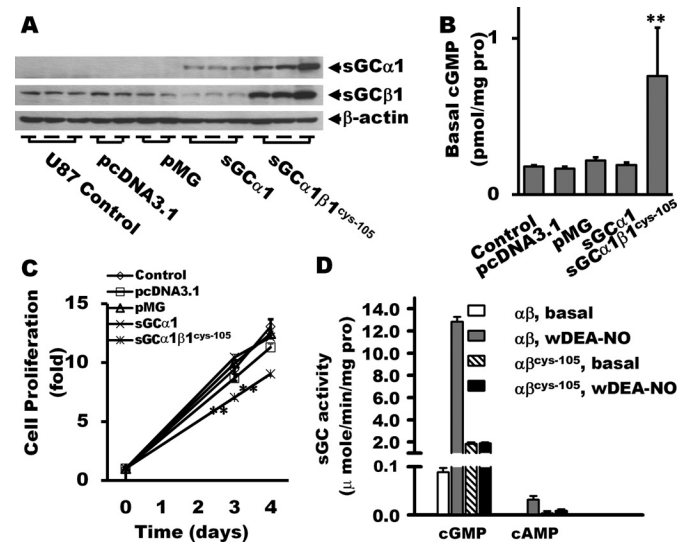 A
sGCα1
sGCβ1
β-actin
U87 Control
pcDNA3.1
pMG
sGCα1
sGCα1β1cys-105
B
Basal cGMP
(pmol/mg pro)
1
0
**
Control
pcDNA3.1
pMG
sGCα1
sGCα1β1cys-105
C
Control
pcDNA3.1
pMG
sGCα1
sGCα1β1cys-105
Cell Proliferation
(fold)
15
10
5
0
**
**
0 1 2 3 4
Time (days)
D
αβ, basal
αβ, wDEA-NO
αβcys-105, basal
αβcys-105, wDEA-NO
sGC activity
(μ mole/min/mg pro)
14.0
12.0
10.0
8.0
6.0
4.0
2.0
0.1
0.0
cGMP cAMP